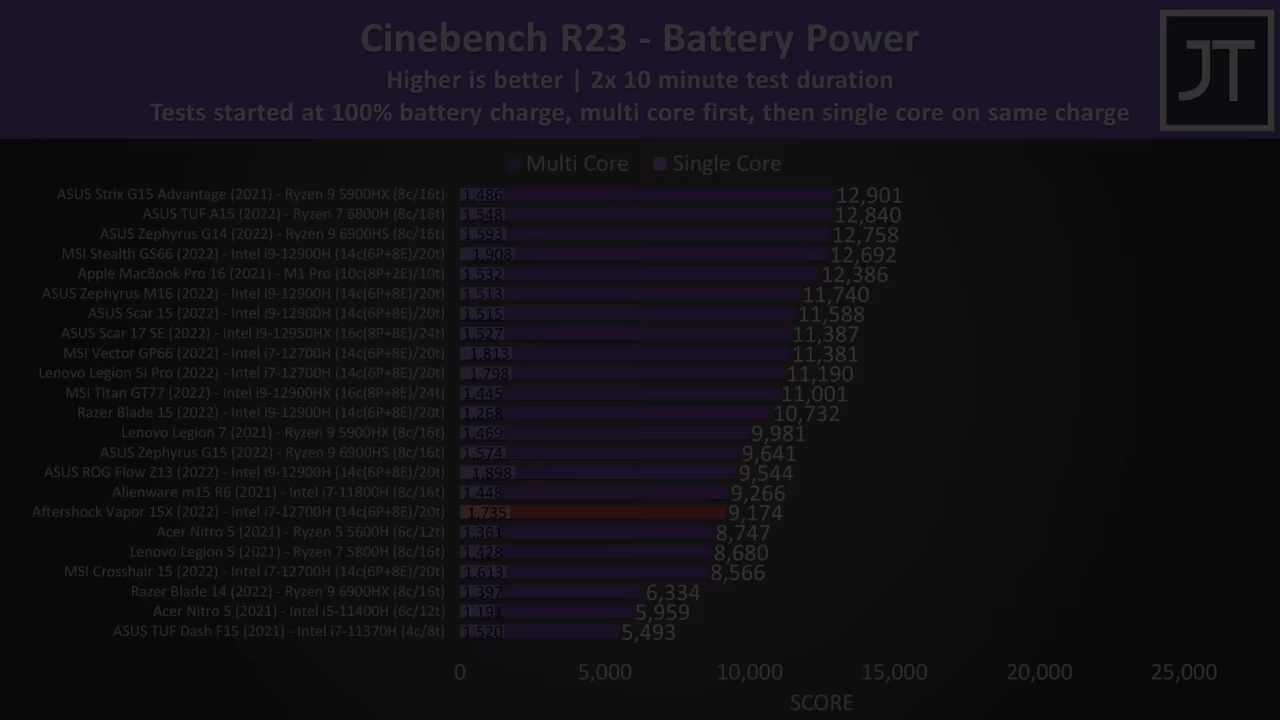 Cinebench R23 - Battery Power
JT
Higher is better | 2x 10 minute test duration
Tests started at 100% battery charge, multi core first, then single core on same charge
Multi Core Single Core
ASUS Strix G15 Advantage (2021) - Ryzen 9 5900HX (8c/16t) 1,486 12,901
ASUS TUF A15 (2022) - Ryzen 7 6800H (8c/16t) 1,548 12,840
ASUS Zephyrus G14 - Ryzen 9 6900HS (8c/16t) 1,593 12,758
MSI Stealth GS66 (2022) - Intel i9-12900H (14c(6P+8E)/20t) 1,908 12,692
Apple MacBook Pro 16 (2021) - M1 Pro (10c(8P+2E)/10t) 1,532 12,386
ASUS Zephyrus M16 (2022) - Intel i9-12900H (14c(6P+8E)/20t) 1,513 11,740
ASUS Scar 15 (2022) - Intel i9-12900H (14c(6P+8E)/20t) 1,515 11,588
ASUS Scar 17 SE (2022) - Intel i9-12950HX (16c(8P+8E)/24t) 1,527 11,387
MSI Vector GP66 (2022) - Intel i7-12700H (14c(6P+8E)/20t) 1,813 11,381
Lenovo Legion 5i Pro (2022) - Intel i7-12700H (14c(6P+8E)/20t) 1,798 11,190
MSI Titan GT77 (2022) - Intel i9-12900HX (16c(8P+8E)/24t) 1,445 11,001
Razer Blade 15 (2022) - Intel i9-12900H (14c(6P+8E)/20t) 1,268 10,732
Lenovo Legion 7 (2021) - Ryzen 9 5900HX (8c/16t) 1,469 9,981
ASUS Zephyrus G15 (2022) - Ryzen 9 6900HS (8c/16t) 1,574 9,641
ASUS ROG Flow Z13 (2022) - Intel i9-12900H (14c(6P+8E)/20t) 1,898 9,544
Alienware m15 R6 (2021) - Intel i7-11800H (8c/16t) 1,448 9,266
Aftershock Vapor 15X (2022) - Intel i7-12700H (14c(6P+8E)/20t) 1,735 9,174
Acer Nitro 5 (2021) - Ryzen 5 5600H (6c/12t) 1,361 8,747
Lenovo Legion 5 (2021) - Ryzen 7 5800H (8c/16t) 1,428 8,680
MSI Crosshair 15 (2022) - Intel i7-12700H (14c(6P+8E)/20t) 1,613 8,566
Razer Blade 14 (2022) - Ryzen 9 6900HX (8c/16t) 1,397 6,334
Acer Nitro 5 (2021) - Intel i5-11400H (6c/12t) 1,191 5,959
ASUS TUF Dash F15 (2021) - Intel i7-11370H (4c/8t) 1,520 5,493
0 5,000 10,000 15,000 20,000 25,000
SCORE